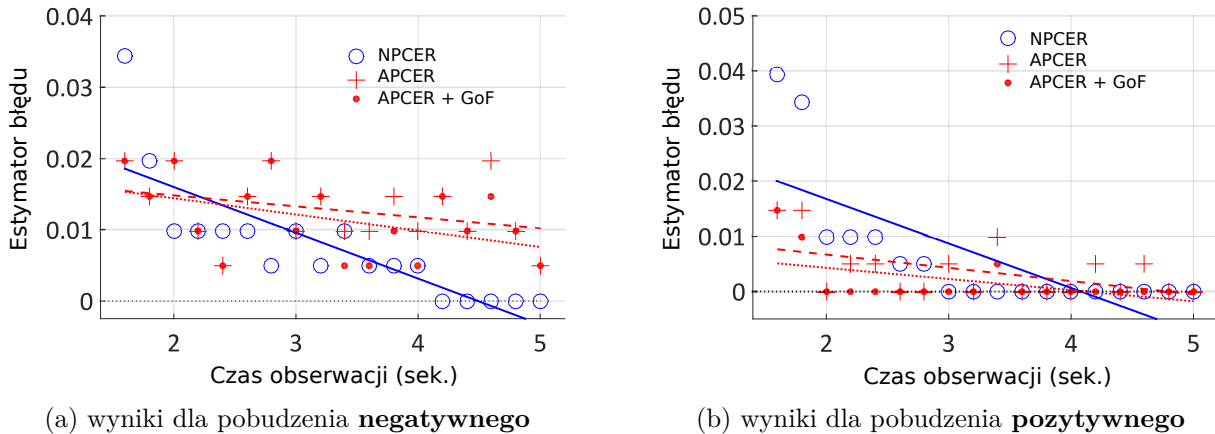 0.04
0.03
0.02
0.01
0
Estymator błędu
NPCER
APCER
APCER + GoF
2
3
4
5
Czas obserwacji (sek.)
(a) wyniki dla pobudzenia negatywnego
0.05
0.04
0.03
0.02
0.01
0
Estymator błędu
NPCER
APCER
APCER + GoF
2
3
4
5
Czas obserwacji (sek.)
(b) wyniki dla pobudzenia pozytywnego